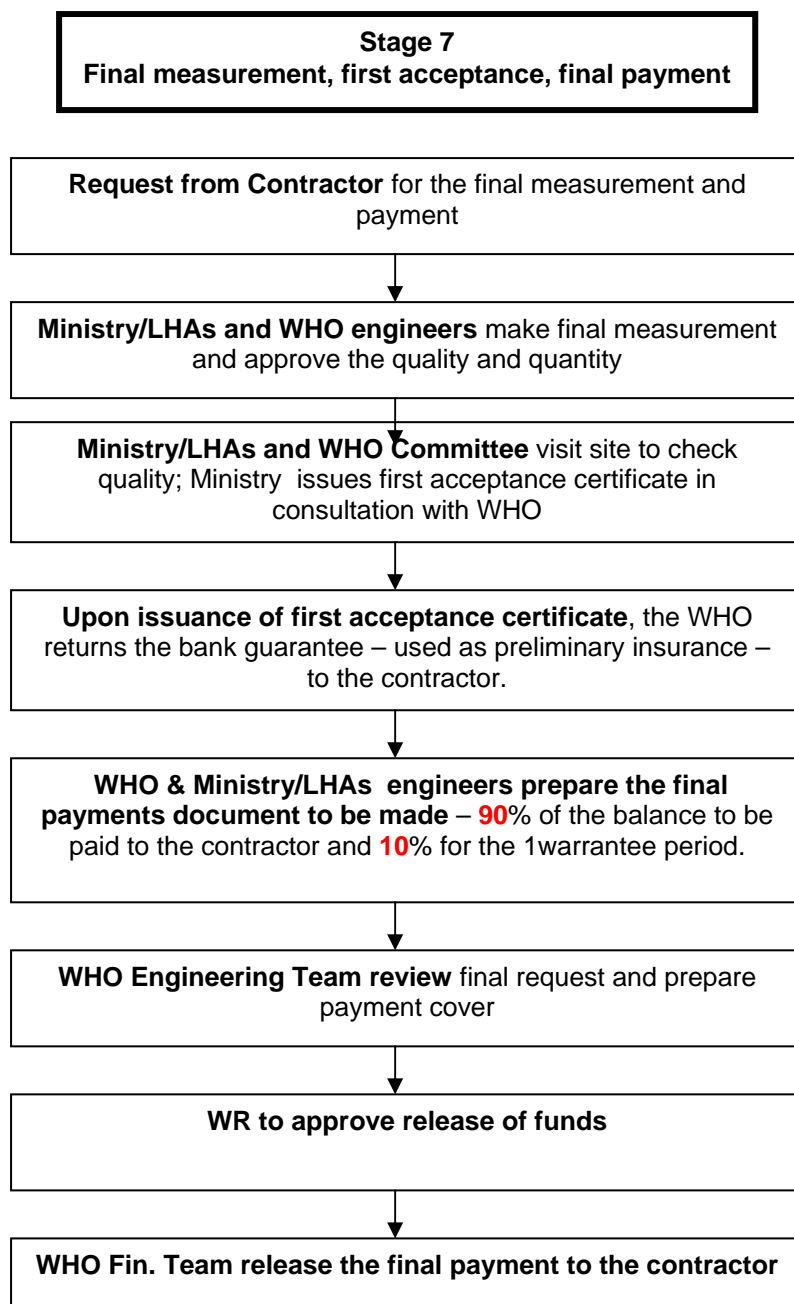 Stage 7
Final measurement, first acceptance, final payment
Request from Contractor for the final measurement and
payment
Ministry/LHAs and WHO engineers make final measurement
and approve the quality and quantity
Ministry/LHAs and WHO Committee visit site to check
quality; Ministry  issues first acceptance certificate in
consultation with WHO
Upon issuance of first acceptance certificate, the WHO
returns the bank guarantee – used as preliminary insurance –
to the contractor.
WHO & Ministry/LHAs  engineers prepare the final
payments document to be made – 90% of the balance to be
paid to the contractor and 10% for the 1warrantee period.
WHO Engineering Team review final request and prepare
payment cover
WR to approve release of funds
WHO Fin. Team release the final payment to the contractor